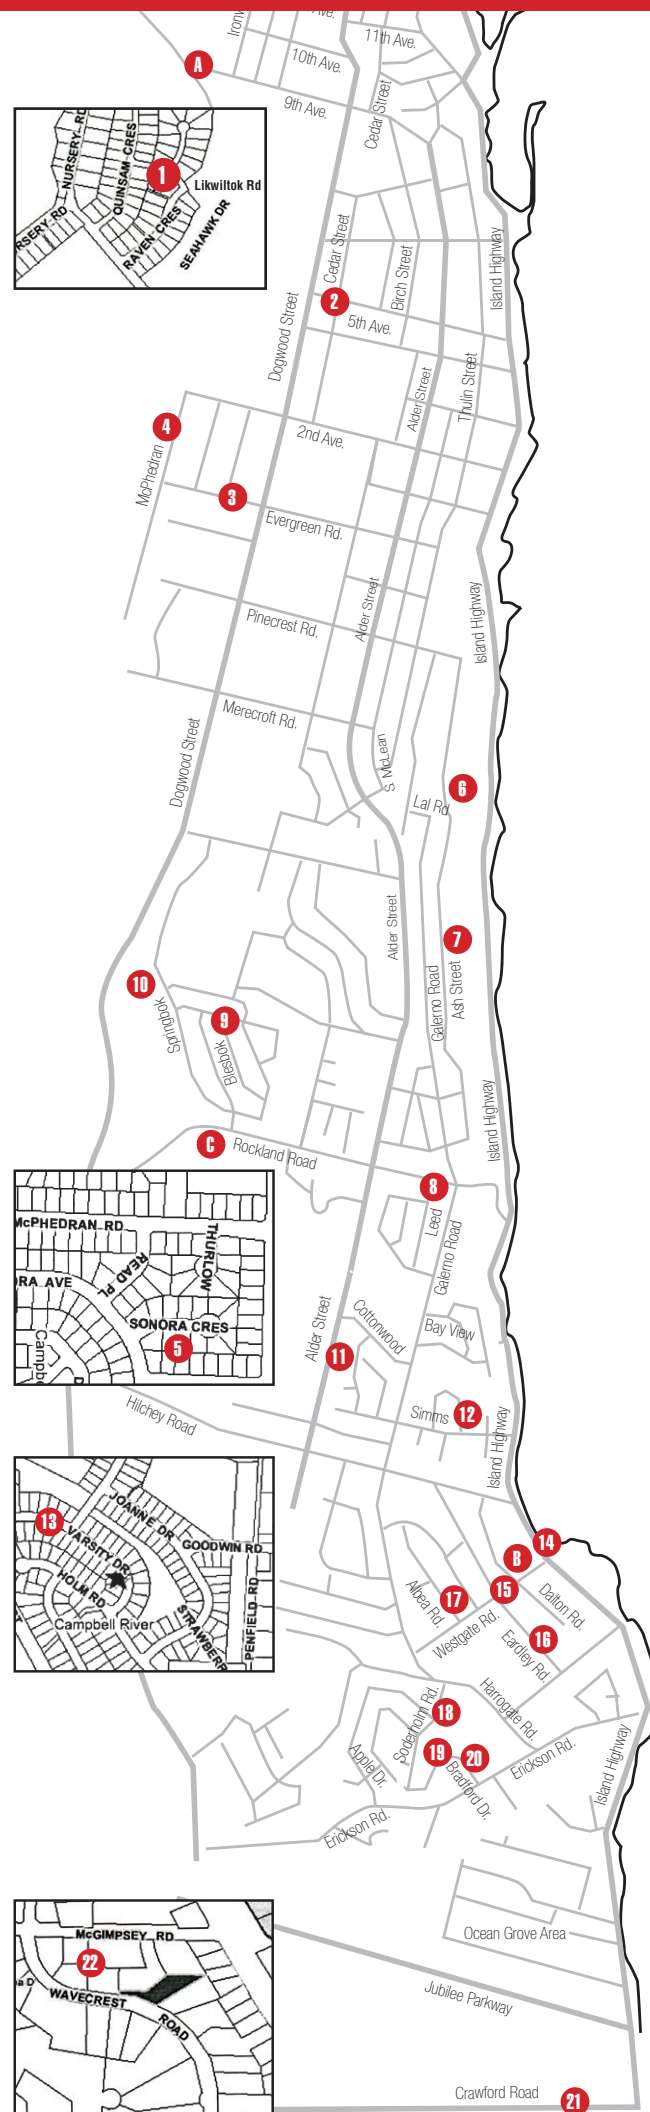 Ave.
11th Ave.
10th Ave.
A
9th Ave.
Cedar Street
NURSERY RD
QUINSAM CRES
1
Likwiltok Rd
RAVEN CRES
SEAHAWK DR
RSERY RD
Cedar Street
Birch Street
Island Highway
2
5th Ave.
Dogwood Street
Alder Street
Thulin Street
4
2nd Ave.
McPhedran
3
Evergreen Rd.
Alder Street
Island Highway
Pinecrest Rd.
Merecroft Rd.
Dogwood Street
S. McLean
6
Lal Rd
Alder Street
7
Galerno Road
Ash Street
10
Springbok
9
Blesbok
Island Highway
C
Rockland Road
8
Leed
Galerno Road
McPHEDRAN RD
THURLOW
READ PL
ORA AVE
SONORA CRES
5
Campbe
D
Alder Street
Cottonwood
Bay View
11
Hilchey Road
Simms
12
Island Highway
13
JOANNE DR
VARSITY DR
GOODWIN RD
HOLM RD
Campbell River
STRAWBERR
PENFIELD RD
14
B
15
Dalton Rd.
17
Albea Rd.
Westgate Rd.
16
Eardley Rd.
Harrogate Rd.
Soderholm Rd.
18
19
20
Apple Dr.
Bradford Dr.
Erickson Rd.
Island Highway
Erickson Rd.
McGIMPSEY RD
22
a D
WAVECREST
ROAD
Ocean Grove Area
Jubilee Parkway
Crawford Road
21